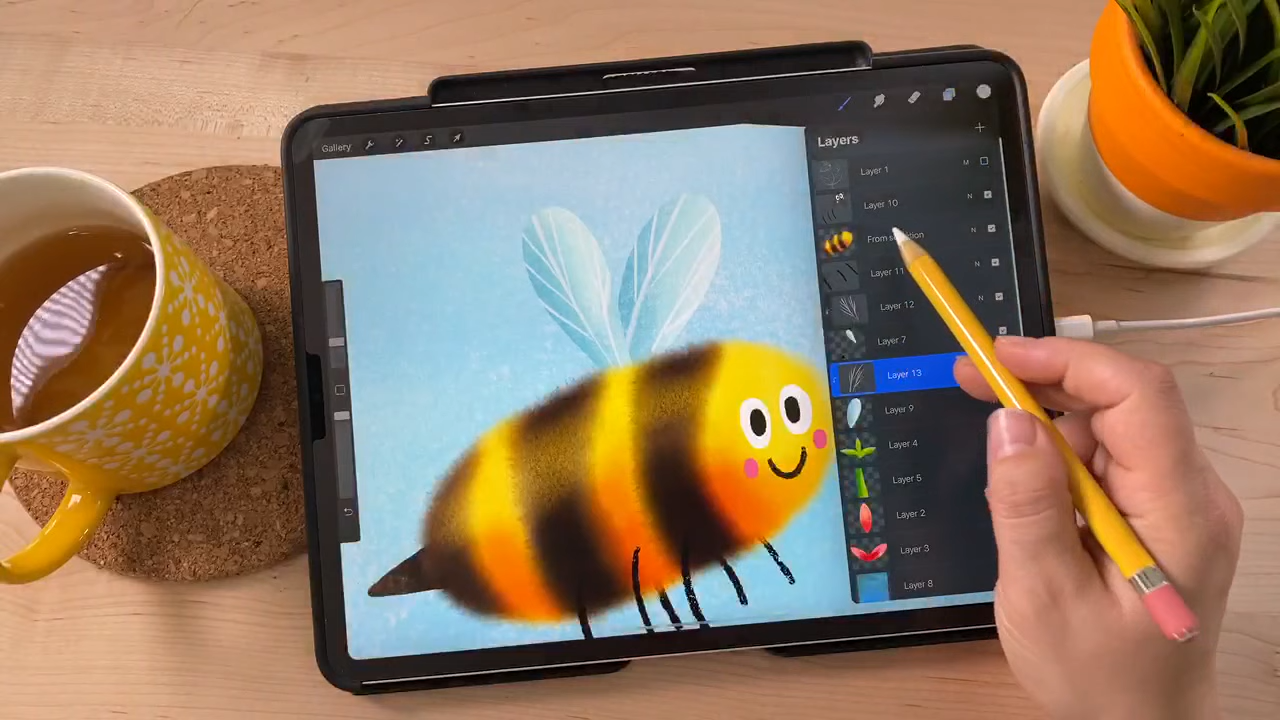 Gallery
Layers
Layer 1 M
Layer 10 N
From selection N
Layer 11 N
Layer 12 N
Layer 7
Layer 13
Layer 9
Layer 4
Layer 5
Layer 2
Layer 3
Layer 8